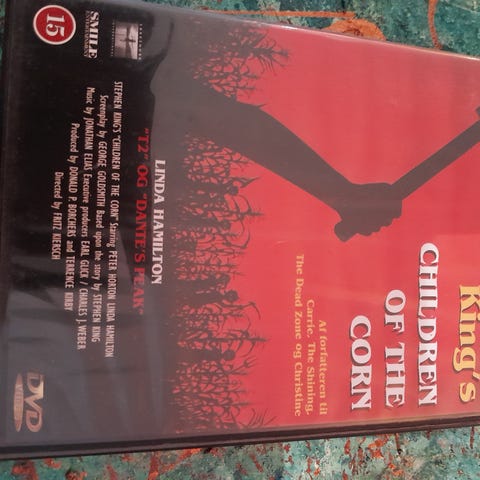 King's
CHILDREN
OF THE
CORN
Af forfatteren til
Carrie, The Shining,
The Dead Zone og Christine
LINDA HAMILTON
"T2" OG "DANTE'S PEAK"
STEPHEN KING'S "CHILDREN OF THE CORN" Starring PETER HORTON LINDA HAMILTON
Screenplay by GEORGE GOLDSMITH Based upon the story by STEPHEN KING
Music by JONATHAN ELIAS Executive producers EARL GLICK / CHARLES J. WEBER
Produced by DONALD P. BORCHERS and TERRENCE KIRBY
Directed by FRITZ KIERSCH
15
SMILE
ENTERTAINMENT
DVD